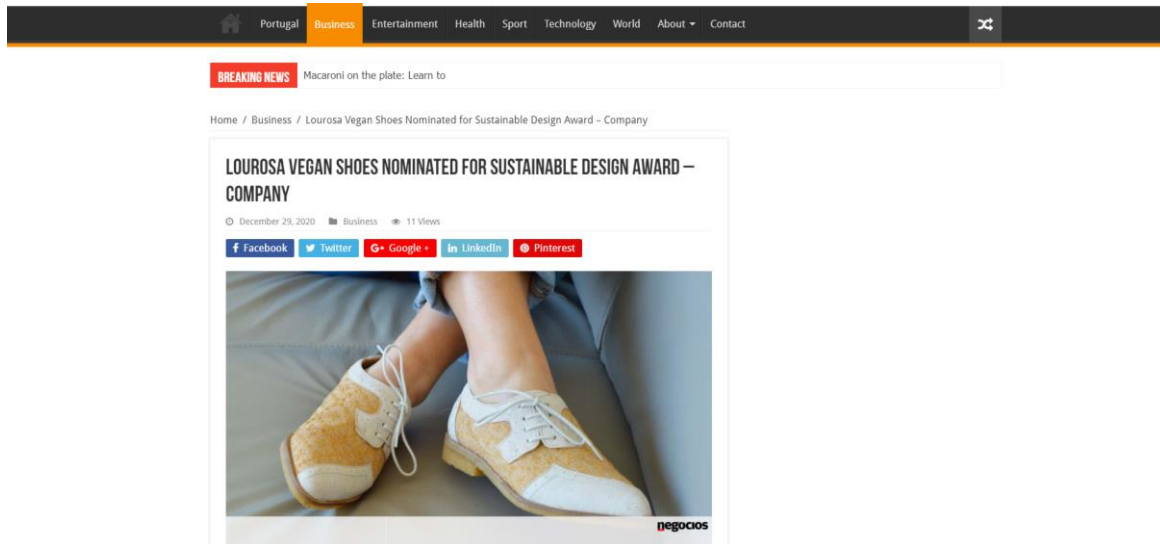 Portugal Business Entertainment Health Sport Technology World About Contact
BREAKING NEWS Macaroni on the plate: Learn to
Home / Business / Lourosa Vegan Shoes Nominated for Sustainable Design Award – Company
LOUROSA VEGAN SHOES NOMINATED FOR SUSTAINABLE DESIGN AWARD –
COMPANY
December 29, 2020 Business 11 Views
f Facebook Twitter G+ Google + in LinkedIn Pinterest
negocios